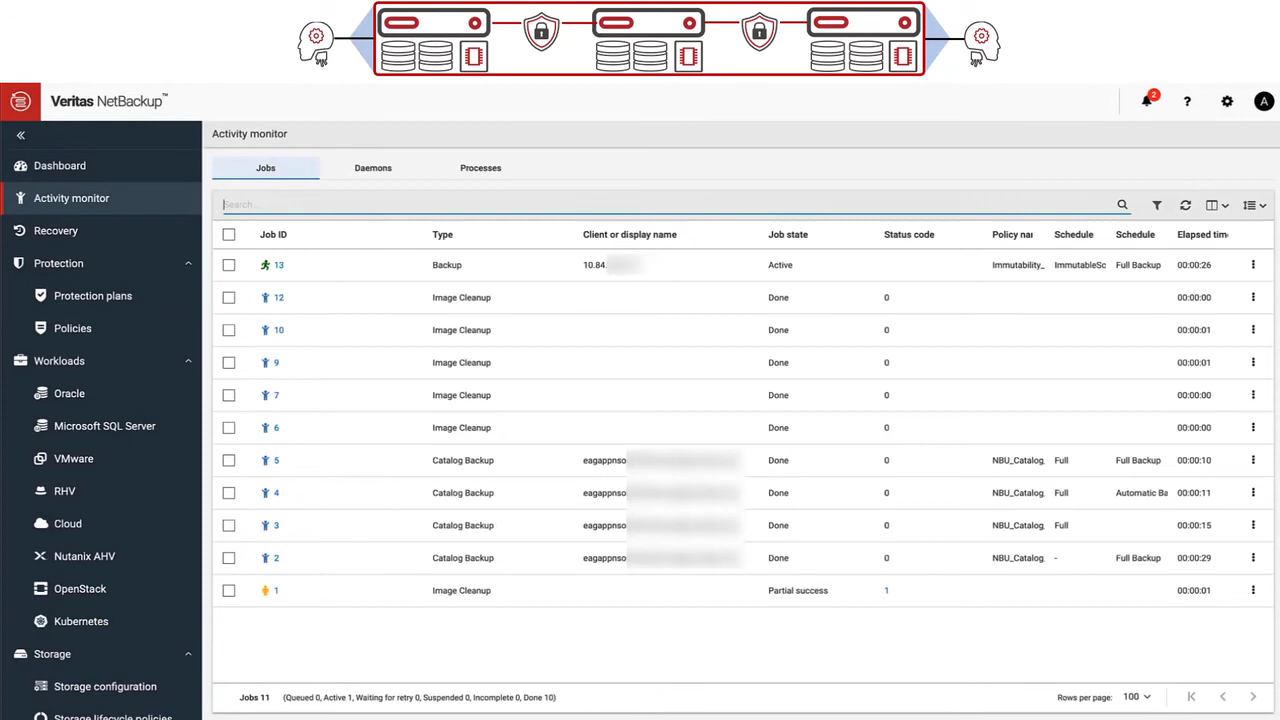 Veritas NetBackup™
2
?
A
Dashboard
Activity monitor
Recovery
Protection
Protection plans
Policies
Workloads
Oracle
Microsoft SQL Server
VMware
RHV
Cloud
Nutanix AHV
OpenStack
Kubernetes
Storage
Storage configuration
Storage lifecycle policies
Activity monitor
Jobs Daemons Processes
Search...
Job ID Type Client or display name Job state Status code Policy nar Schedule Schedule Elapsed tim
13 Backup 10.84. Active Immutability_ ImmutableSc Full Backup 00:00:26
12 Image Cleanup Done 0 00:00:00
10 Image Cleanup Done 0 00:00:01
9 Image Cleanup Done 0 00:00:01
7 Image Cleanup Done 0 00:00:00
6 Image Cleanup Done 0 00:00:00
5 Catalog Backup eagappnso Done 0 NBU_Catalog_ Full Full Backup 00:00:10
4 Catalog Backup eagappnso Done 0 NBU_Catalog_ Full Automatic Ba 00:00:11
3 Catalog Backup eagappnso Done 0 NBU_Catalog_ Full 00:00:15
2 Catalog Backup eagappnso Done 0 NBU_Catalog_ - Full Backup 00:00:29
1 Image Cleanup Partial success 1 00:00:01
Jobs 11 (Queued 0, Active 1, Waiting for retry 0, Suspended 0, Incomplete 0, Done 10) Rows per page: 100